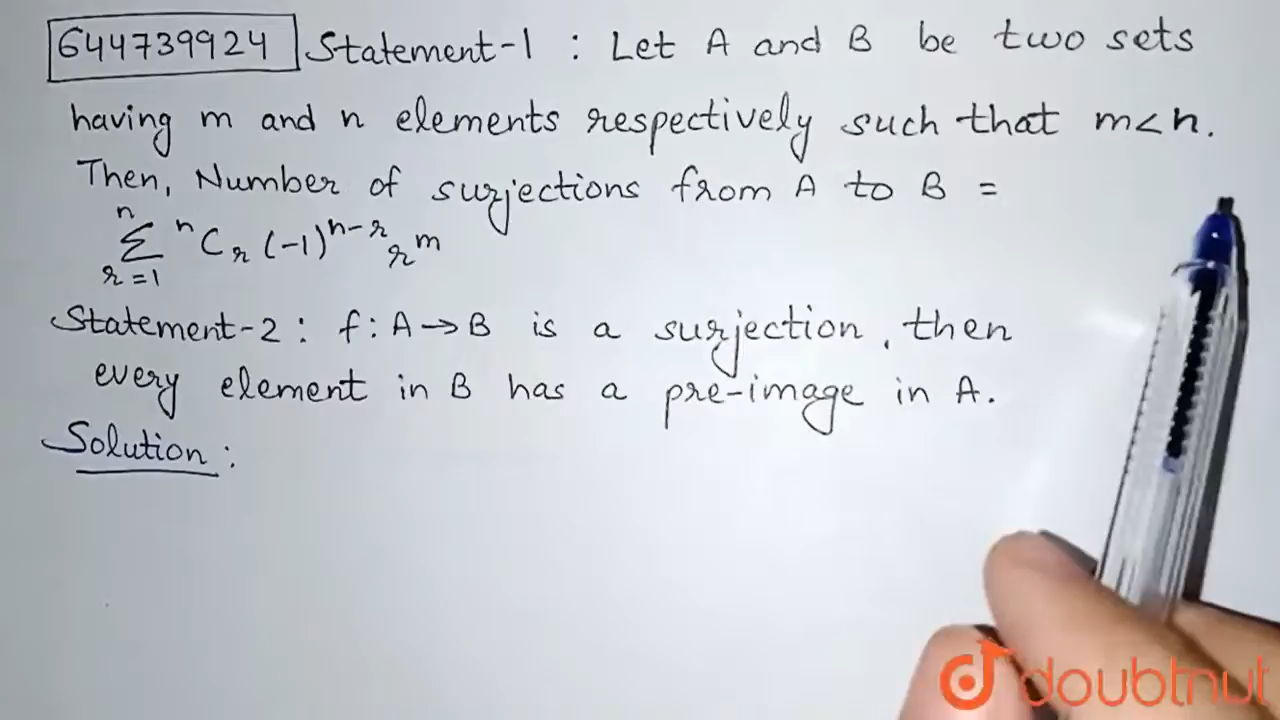 644739924 Statement-1 : Let A and B be two sets
having m and n elements respectively such that m<n.
Then, Number of surjections from A to B =
n∑r=1 ⁿCᵣ (-1)ⁿ⁻ʳ rᵐ
Statement-2 : f : A→B is a surjection, then
every element in B has a pre-image in A.
Solution :
doubtnut